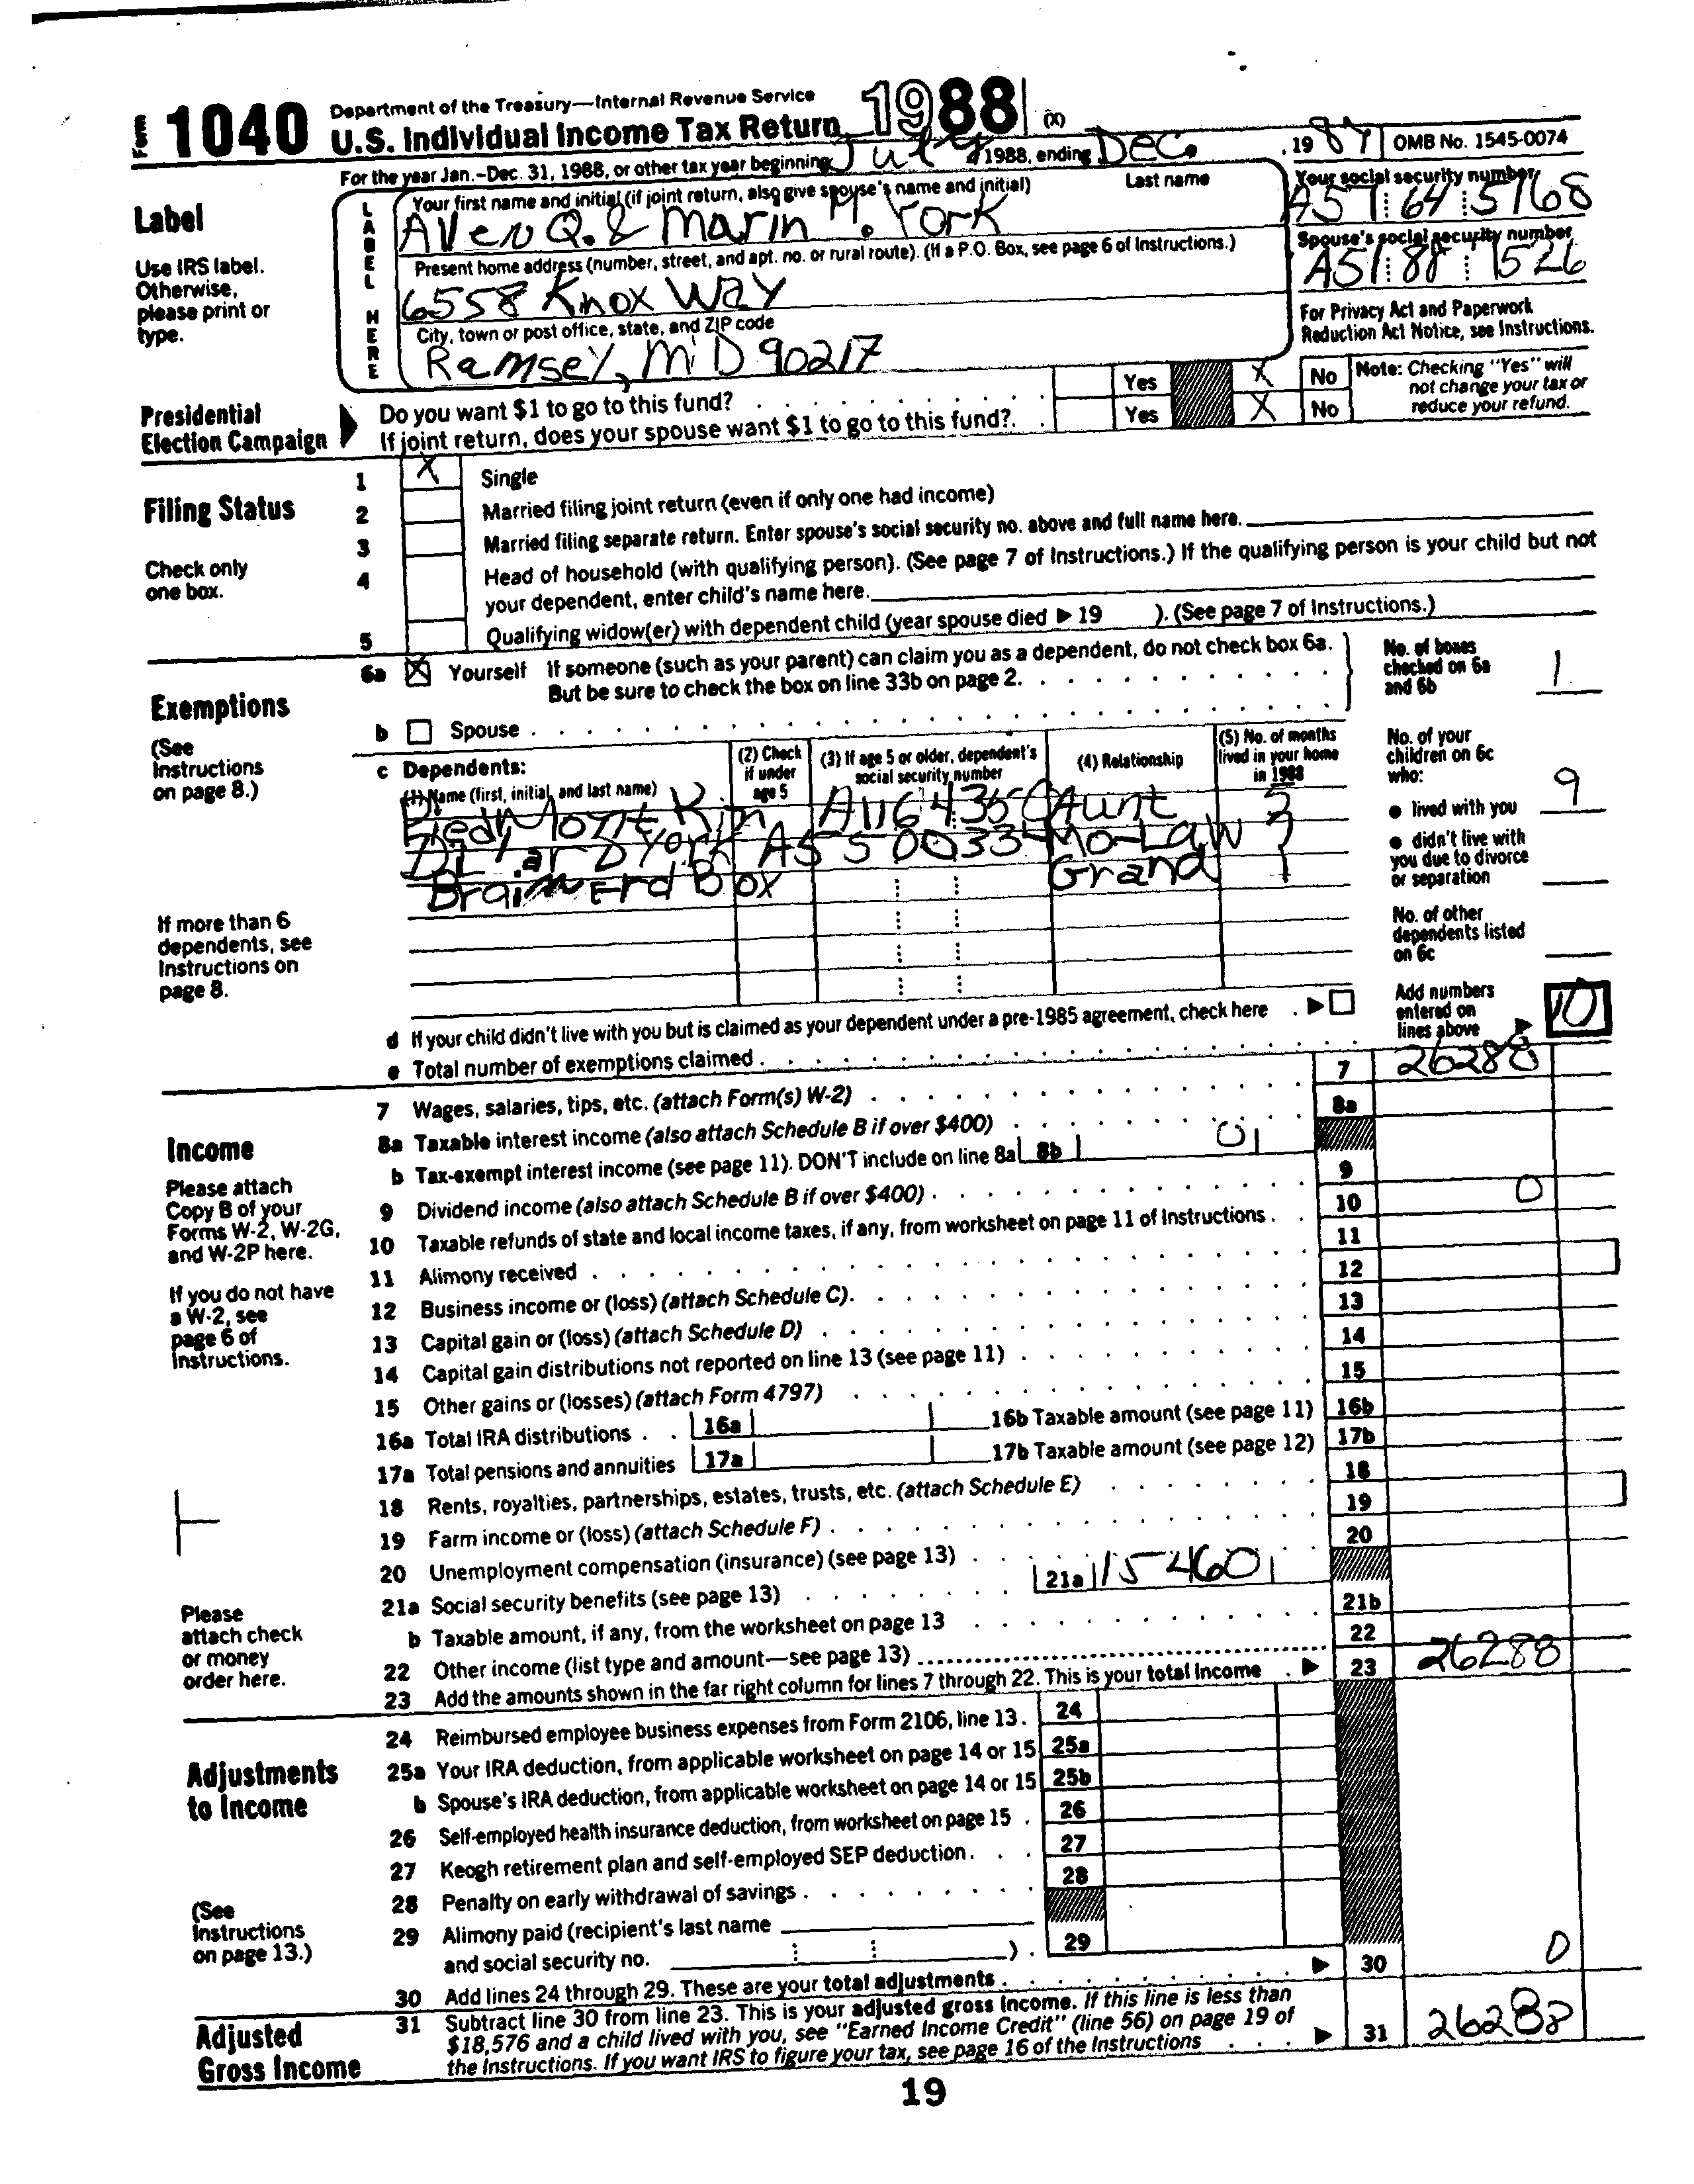 Form 1040 Department of the Treasury—Internal Revenue Service
U.S. Individual Income Tax Return 1988 (X)
For the year Jan.-Dec. 31, 1988, or other tax year beginning July 1988, ending Dec. , 19 87 OMB No. 1545-0074
Label
Use IRS label. Otherwise, please print or type.
LABEL HERE
Your first name and initial (if joint return, also give spouse's name and initial) Last name
Your social security number
A57 64 5768
Marin M. York
Present home address (number, street, and apt. no. or rural route). (If a P.O. Box, see page 6 of Instructions.)
6558 Knox Way
Spouse's social security number
City, town or post office, state, and ZIP code
Ramsey, MD 90217
For Privacy Act and Paperwork Reduction Act Notice, see Instructions.
Presidential Election Campaign
Do you want $1 to go to this fund? Yes X No
If joint return, does your spouse want $1 to go to this fund?. Yes X No
Note: Checking "Yes" will not change your tax or reduce your refund.
Filing Status
Check only one box.
1 X Single
2 Married filing joint return (even if only one had income)
3 Married filing separate return. Enter spouse's social security no. above and full name here.
4 Head of household (with qualifying person). (See page 7 of Instructions.) If the qualifying person is your child but not
your dependent, enter child's name here.
5 Qualifying widow(er) with dependent child (year spouse died ▶ 19 ). (See page 7 of Instructions.)
Exemptions
(See Instructions on page 8.)
6a X Yourself If someone (such as your parent) can claim you as a dependent, do not check box 6a.
But be sure to check the box on line 33b on page 2.
b Spouse
No. of boxes checked on 6a and 6b 1
c Dependents:
(1) Name (first, initial, and last name)
(2) Check if under age 5
(3) If age 5 or older, dependent's social security number
(4) Relationship
(5) No. of months lived in your home in 1988
Aunt
York Mo-Law
Box Grand 1
If more than 6 dependents, see Instructions on page 8.
No. of your children on 6c who:
● lived with you 9
● didn't live with you due to divorce or separation
No. of other dependents listed on 6c
Add numbers entered on lines above ▶ 10
d If your child didn't live with you but is claimed as your dependent under a pre-1985 agreement, check here . ▶
e Total number of exemptions claimed
Income
Please attach Copy B of your Forms W-2, W-2G, and W-2P here.
If you do not have a W-2, see page 6 of Instructions.
Please attach check or money order here.
7 Wages, salaries, tips, etc. (attach Form(s) W-2) 7 26288
8a Taxable interest income (also attach Schedule B if over $400) 8a
b Tax-exempt interest income (see page 11). DON'T include on line 8a 8b 0
9 Dividend income (also attach Schedule B if over $400) 9
10 Taxable refunds of state and local income taxes, if any, from worksheet on page 11 of Instructions 10 0
11 Alimony received 11
12 Business income or (loss) (attach Schedule C) 12
13 Capital gain or (loss) (attach Schedule D) 13
14 Capital gain distributions not reported on line 13 (see page 11) 14
15 Other gains or (losses) (attach Form 4797) 15
16a Total IRA distributions 16a 16b Taxable amount (see page 11) 16b
17a Total pensions and annuities 17a 17b Taxable amount (see page 12) 17b
18 Rents, royalties, partnerships, estates, trusts, etc. (attach Schedule E) 18
19 Farm income or (loss) (attach Schedule F) 19
20 Unemployment compensation (insurance) (see page 13) 20
21a Social security benefits (see page 13) 21a 15460
b Taxable amount, if any, from the worksheet on page 13 21b
22 Other income (list type and amount—see page 13) 22
23 Add the amounts shown in the far right column for lines 7 through 22. This is your total income ▶ 23 26288
Adjustments to Income
(See Instructions on page 13.)
24 Reimbursed employee business expenses from Form 2106, line 13. 24
25a Your IRA deduction, from applicable worksheet on page 14 or 15 25a
b Spouse's IRA deduction, from applicable worksheet on page 14 or 15 25b
26 Self-employed health insurance deduction, from worksheet on page 15 26
27 Keogh retirement plan and self-employed SEP deduction 27
28 Penalty on early withdrawal of savings 28
29 Alimony paid (recipient's last name
and social security no. ) 29
30 Add lines 24 through 29. These are your total adjustments ▶ 30 0
Adjusted Gross Income
31 Subtract line 30 from line 23. This is your adjusted gross income. If this line is less than
$18,576 and a child lived with you, see "Earned Income Credit" (line 56) on page 19 of
the Instructions. If you want IRS to figure your tax, see page 16 of the Instructions ▶ 31 26288
19